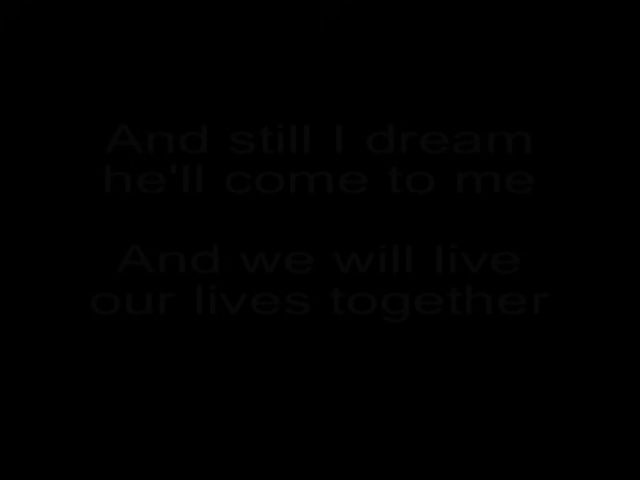 And still I dream
he'll come to me
And we will live
our lives together